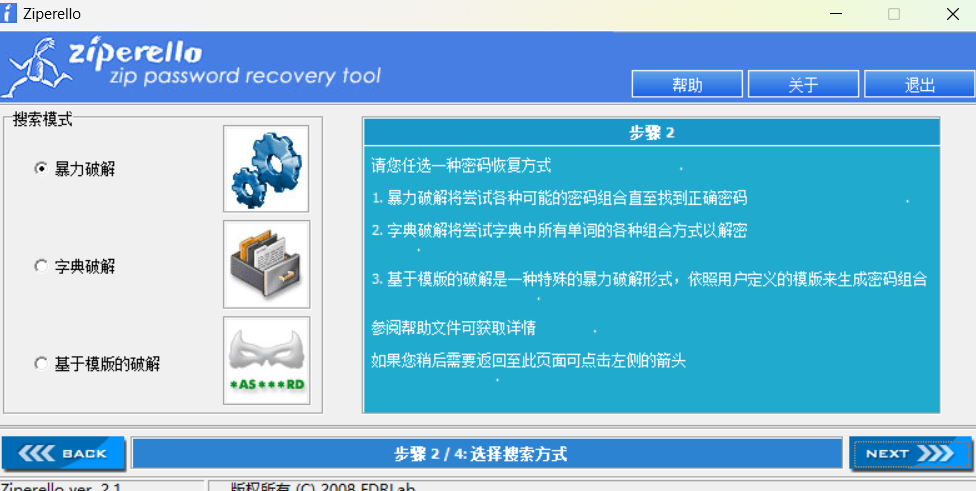 Ziperello
ziperello
zip password recovery tool
帮助
关于
退出
搜索模式
暴力破解
字典破解
基于模版的破解
*AS***RD
步骤 2
请您任选一种密码恢复方式
1. 暴力破解将尝试各种可能的密码组合直至找到正确密码
2. 字典破解将尝试字典中所有单词的各种组合方式以解密
3. 基于模版的破解是一种特殊的暴力破解形式，依照用户定义的模版来生成密码组合
参阅帮助文件可获取详情
如果您稍后需要返回至此页面可点击左侧的箭头
BACK
步骤 2 / 4: 选择搜索方式
NEXT
Ziperello ver. 2.1
版权所有 (C) 2008 FDRLab